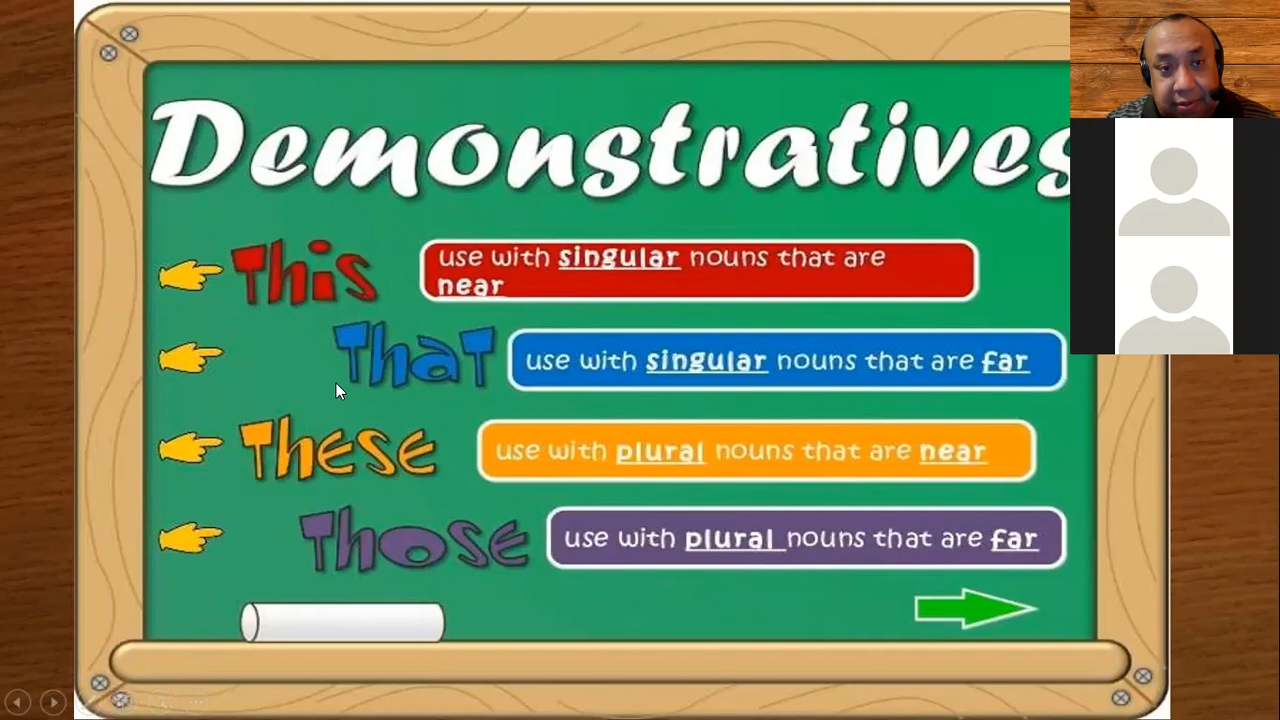 Demonstratives
This
use with singular nouns that are
near
That
use with singular nouns that are far
These
use with plural nouns that are near
Those
use with plural nouns that are far